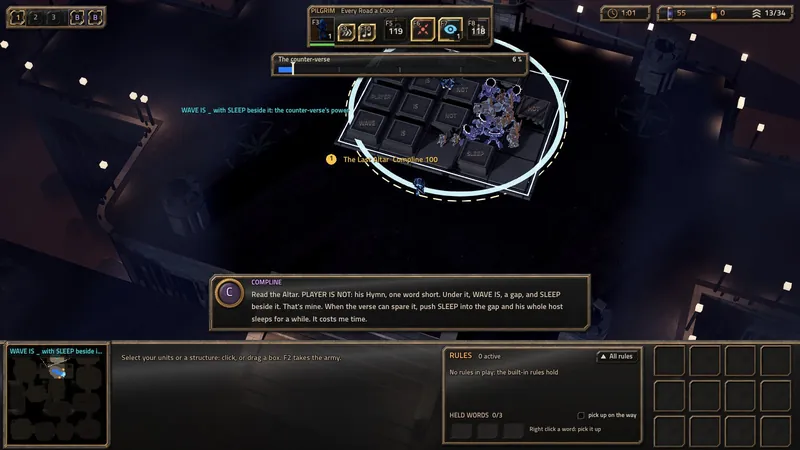 1 2 3 B B
PILGRIM Every Road a Choir
F3 1 F5 119 F6 F7 1 F8 118
1:01
55 0 13/34
The counter-verse 6 %
WAVE IS _ with SLEEP beside it: the counter-verse's powe
PLAYER IS NOT NOT
WAVE IS SLEEP
1 The Last Altar Compline 100
C COMPLINE
Read the Altar. PLAYER IS NOT: his Hymn, one word short. Under it, WAVE IS, a gap, and SLEEP
beside it. That's mine. When the verse can spare it, push SLEEP into the gap and his whole host
sleeps for a while. It costs me time.
WAVE IS _ with SLEEP beside i...
Select your units or a structure: click, or drag a box. F2 takes the army.
RULES 0 active
▲ All rules
No rules in play: the built-in rules hold
HELD WORDS 0/3
pick up on the way
Right click a word: pick it up